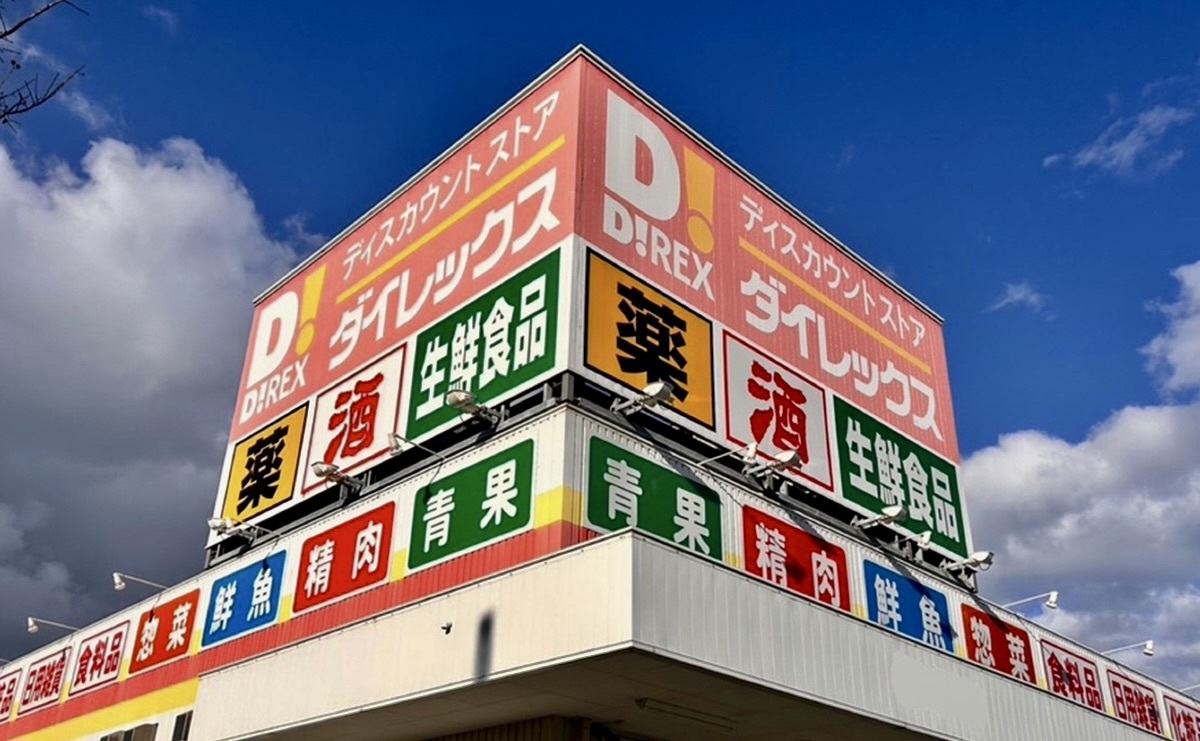 D!
D!REX
ディスカウント ストア
ダイレックス
薬
酒
生鮮食品
D!
D!REX
ディスカウント ストア
ダイレックス
薬
酒
生鮮食品
粧品
日用雑貨
食料品
惣菜
鮮魚
精肉
青果
青果
精肉
鮮魚
惣菜
食料品
日用雑貨
化粧